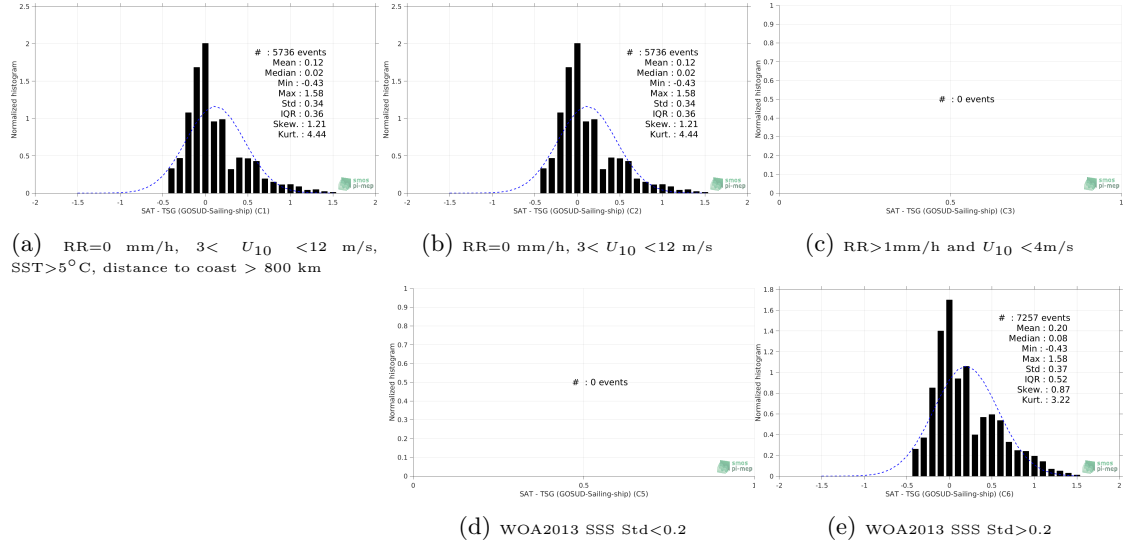 2.5
2
1.5
1
0.5
0
-2 -1.5 -1 -0.5 0 0.5 1 1.5 2
Normalized histogram
# : 5736 events
Mean : 0.12
Median : 0.02
Min : -0.43
Max : 1.58
Std : 0.34
IQR : 0.36
Skew. : 1.21
Kurt. : 4.44
smos
pi-mep
SAT - TSG (GOSUD-Sailing-ship) (C1)
(a) RR=0 mm/h, 3< U10 <12 m/s,
SST>5°C, distance to coast > 800 km
2.5
2
1.5
1
0.5
0
-2 -1.5 -1 -0.5 0 0.5 1 1.5 2
Normalized histogram
# : 5736 events
Mean : 0.12
Median : 0.02
Min : -0.43
Max : 1.58
Std : 0.34
IQR : 0.36
Skew. : 1.21
Kurt. : 4.44
smos
pi-mep
SAT - TSG (GOSUD-Sailing-ship) (C2)
(b) RR=0 mm/h, 3< U10 <12 m/s
1
0.9
0.8
0.7
0.6
0.5
0.4
0.3
0.2
0.1
0
0.5 1
Normalized histogram
# : 0 events
smos
pi-mep
SAT - TSG (GOSUD-Sailing-ship) (C3)
(c) RR>1mm/h and U10 <4m/s
1
0.9
0.8
0.7
0.6
0.5
0.4
0.3
0.2
0.1
0
0.5 1
Normalized histogram
# : 0 events
smos
pi-mep
SAT - TSG (GOSUD-Sailing-ship) (C5)
(d) WOA2013 SSS Std<0.2
1.8
1.6
1.4
1.2
1
0.8
0.6
0.4
0.2
0
-2 -1.5 -1 -0.5 0 0.5 1 1.5 2
Normalized histogram
# : 7257 events
Mean : 0.20
Median : 0.08
Min : -0.43
Max : 1.58
Std : 0.37
IQR : 0.52
Skew. : 0.87
Kurt. : 3.22
smos
pi-mep
SAT - TSG (GOSUD-Sailing-ship) (C6)
(e) WOA2013 SSS Std>0.2